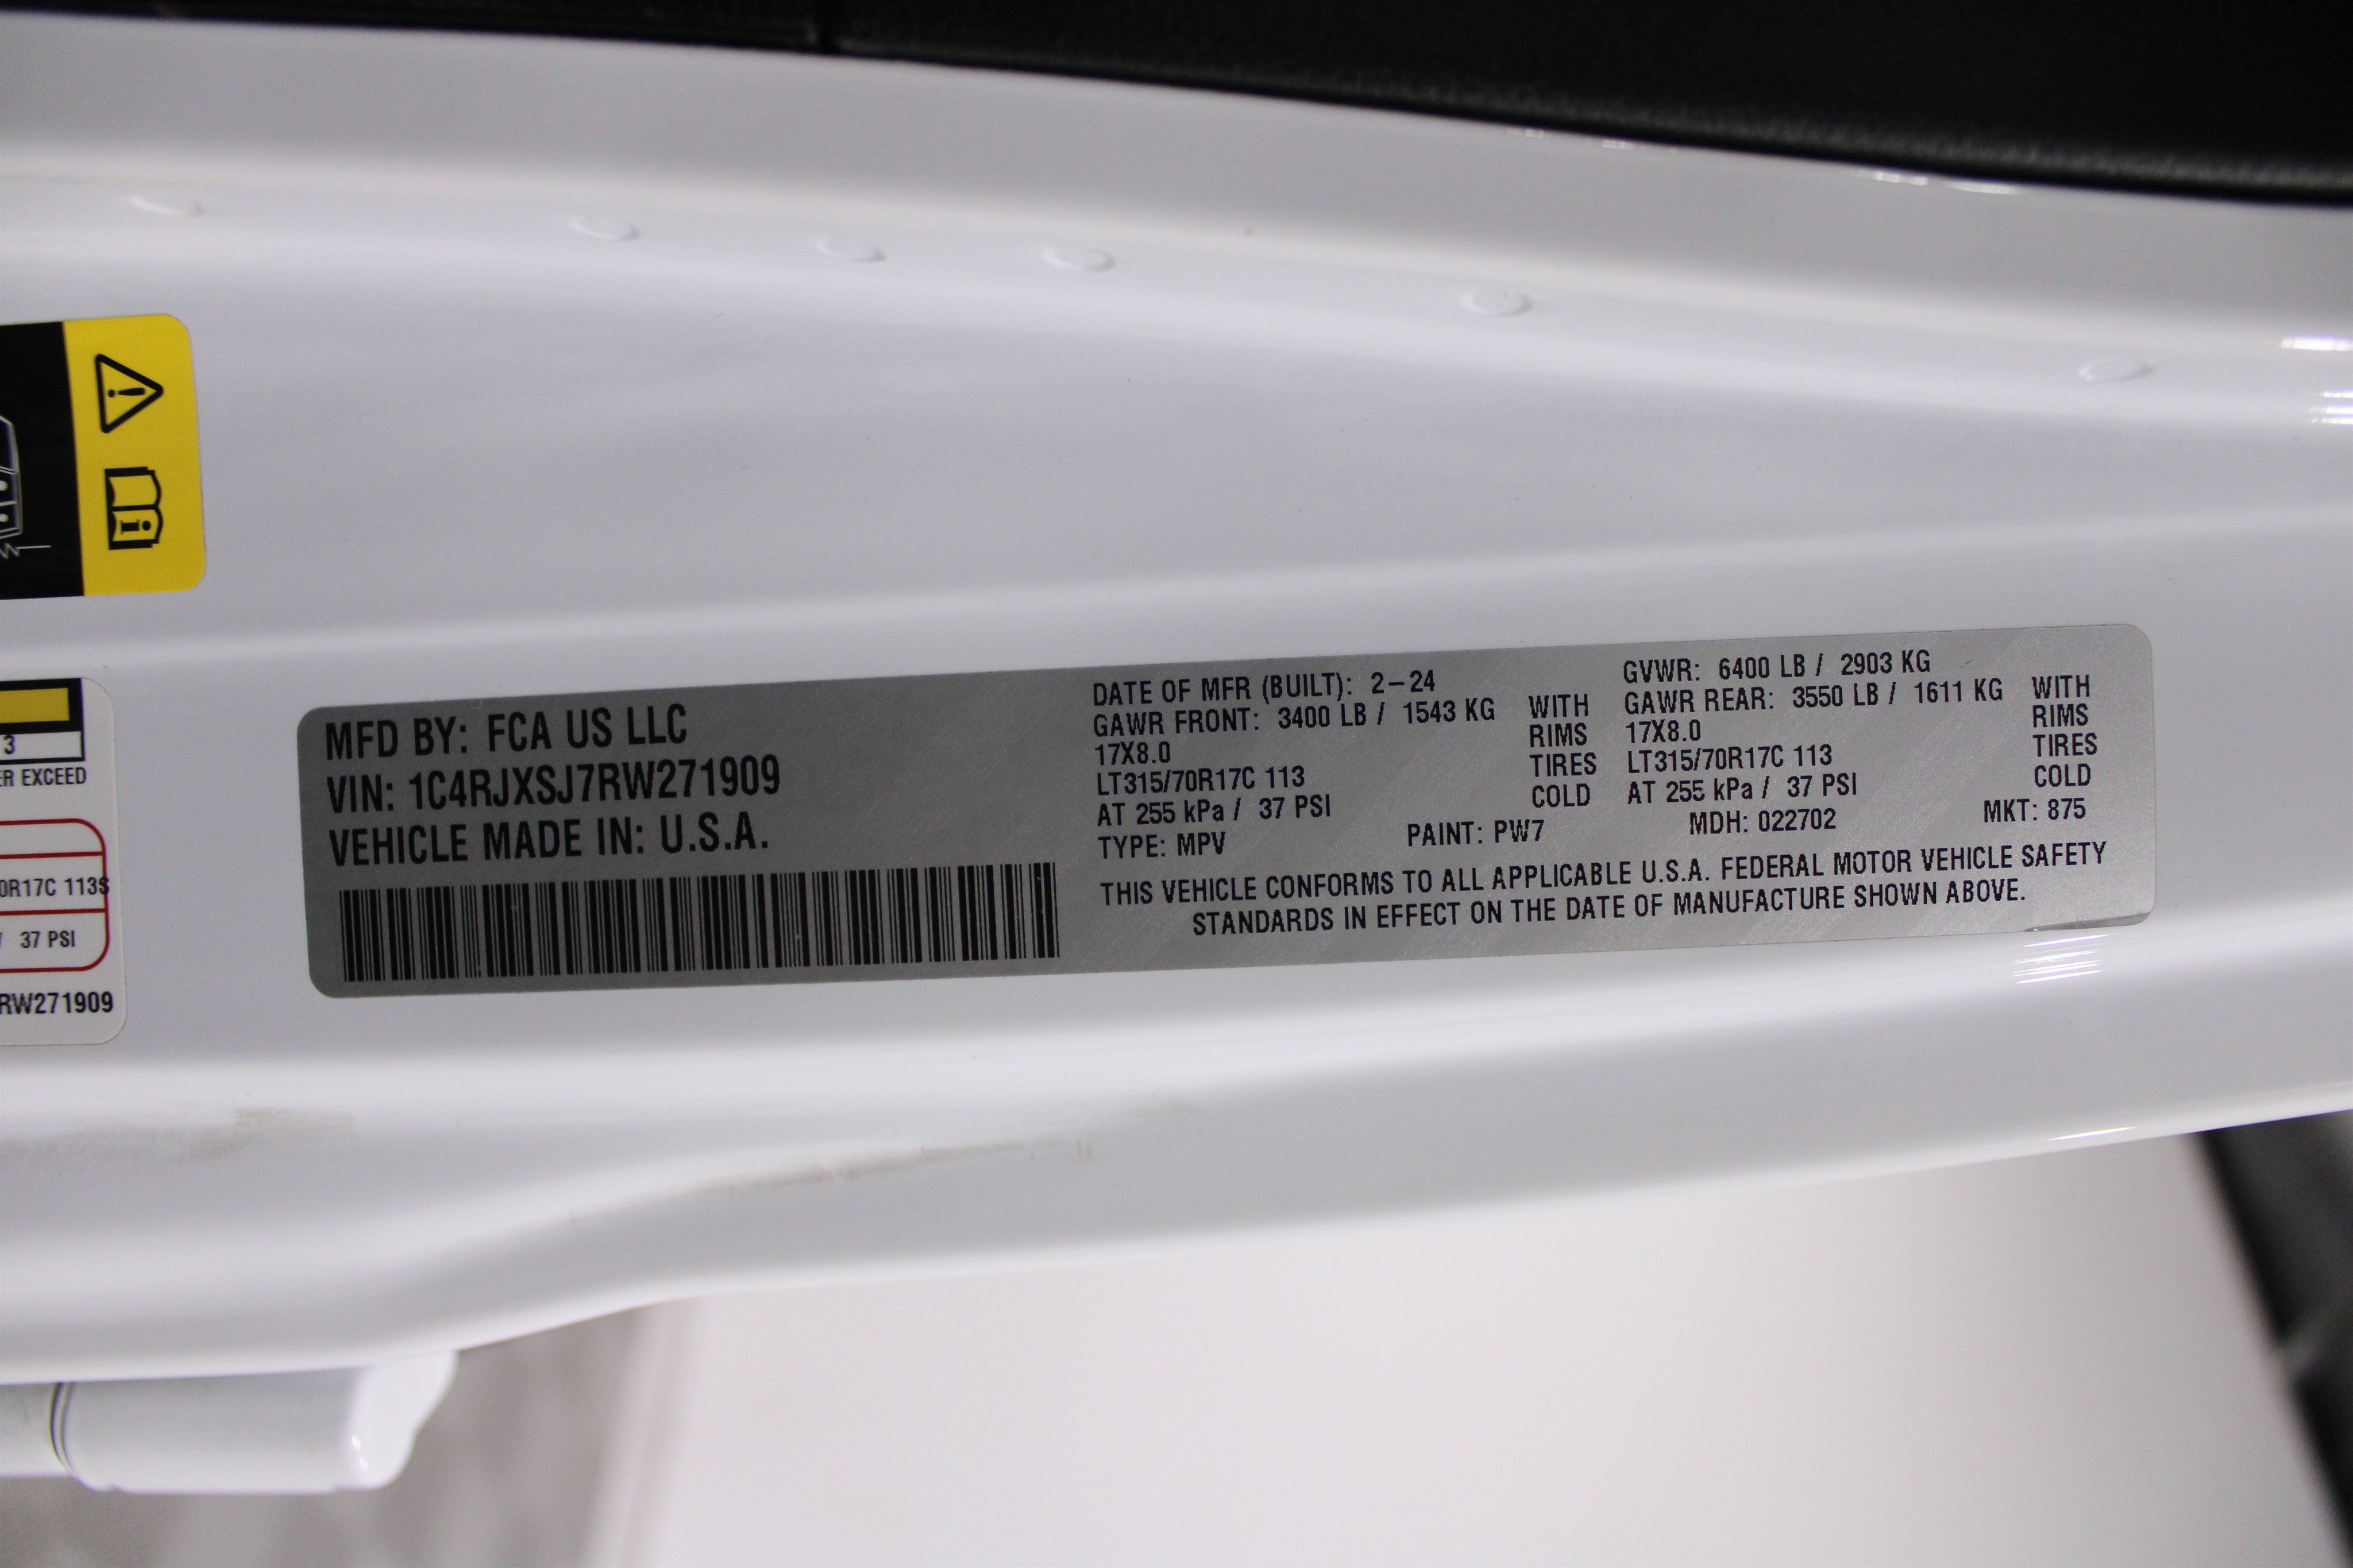 3
ER EXCEED
0R17C 113S
/ 37 PSI
RW271909
MFD BY: FCA US LLC
VIN: 1C4RJXSJ7RW271909
VEHICLE MADE IN: U.S.A.
DATE OF MFR (BUILT): 2-24
GAWR FRONT: 3400 LB / 1543 KG WITH
17X8.0 RIMS
LT315/70R17C 113 TIRES
AT 255 kPa / 37 PSI COLD
GVWR: 6400 LB / 2903 KG
GAWR REAR: 3550 LB / 1611 KG WITH
17X8.0 RIMS
LT315/70R17C 113 TIRES
AT 255 kPa / 37 PSI COLD
TYPE: MPV PAINT: PW7 MDH: 022702 MKT: 875
THIS VEHICLE CONFORMS TO ALL APPLICABLE U.S.A. FEDERAL MOTOR VEHICLE SAFETY
STANDARDS IN EFFECT ON THE DATE OF MANUFACTURE SHOWN ABOVE.